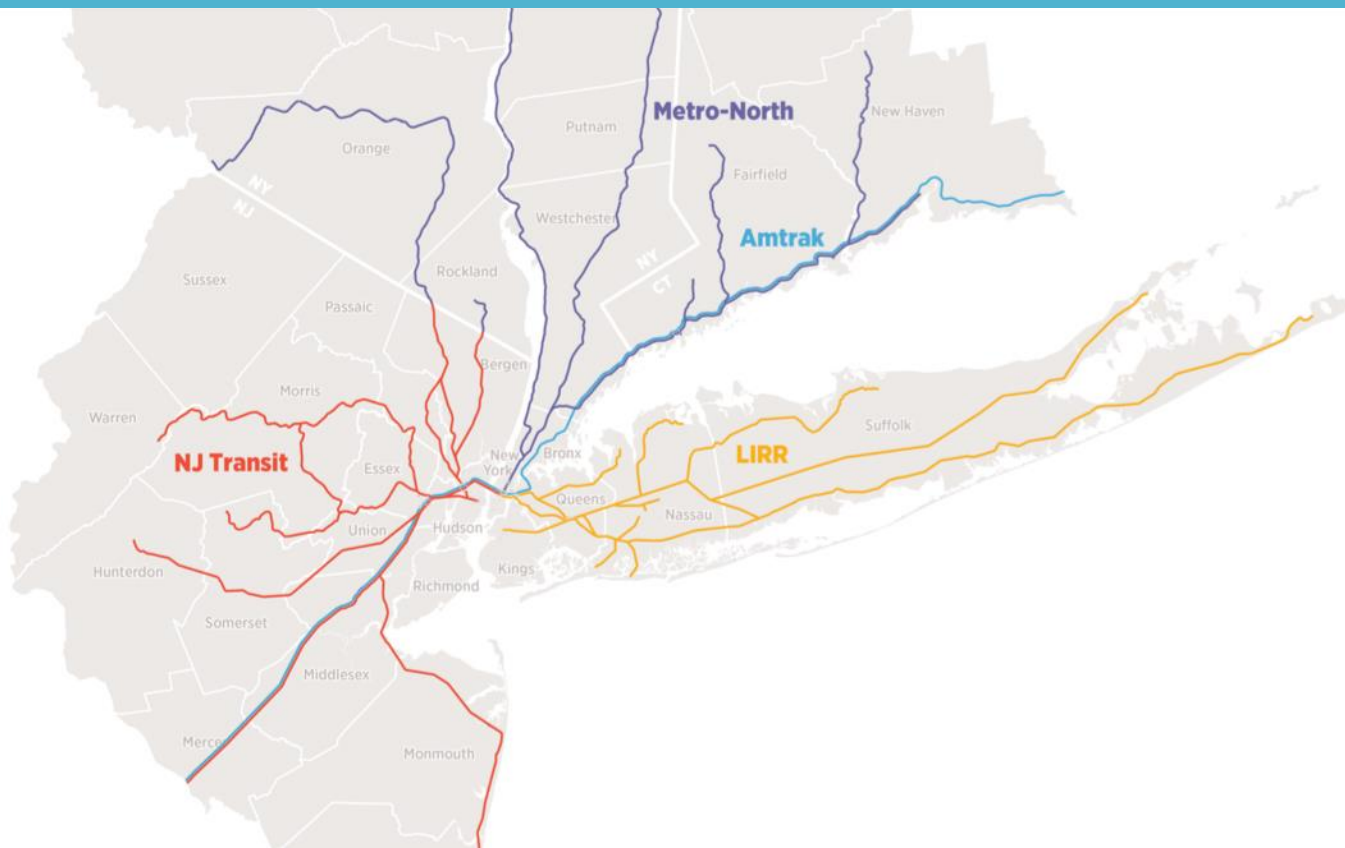 Metro-North
New Haven
Putnam
Orange
Fairfield
NY
NJ
Westchester
Amtrak
NY
CT
Rockland
Sussex
Passaic
Bergen
Morris
Warren
Suffolk
NJ Transit
New
York
Bronx
LIRR
Essex
Queens
Nassau
Union
Hudson
Kings
Hunterdon
Richmond
Somerset
Middlesex
Mercer
Monmouth